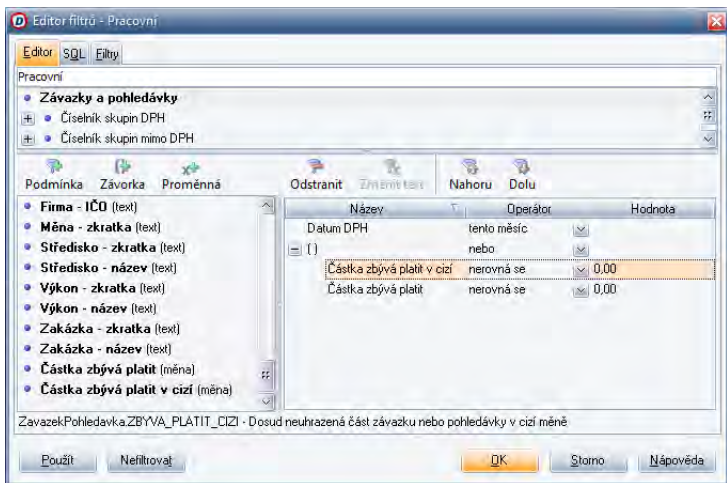 Editor filtrů - Pracovní
Editor SQL Filtry
Pracovní
Závazky a pohledávky
Číselník skupin DPH
Číselník skupin mimo DPH
Podmínka Závorka Proměnná Odstranit Změnit text Nahoru Dolu
Název Operátor Hodnota
Firma - IČO (text)
Měna - zkratka (text)
Středisko - zkratka (text)
Středisko - název (text)
Výkon - zkratka (text)
Výkon - název (text)
Zakázka - zkratka (text)
Zakázka - název (text)
Částka zbývá platit (měna)
Částka zbývá platit v cizí (měna)
Datum DPH tento měsíc
( ) nebo
Částka zbývá platit v cizí nerovná se 0,00
Částka zbývá platit nerovná se 0,00
ZavazekPohledavka.ZBYVA_PLATIT_CIZI - Dosud neuhrazená část závazku nebo pohledávky v cizí měně
Použít Nefiltrovat OK Storno Nápověda